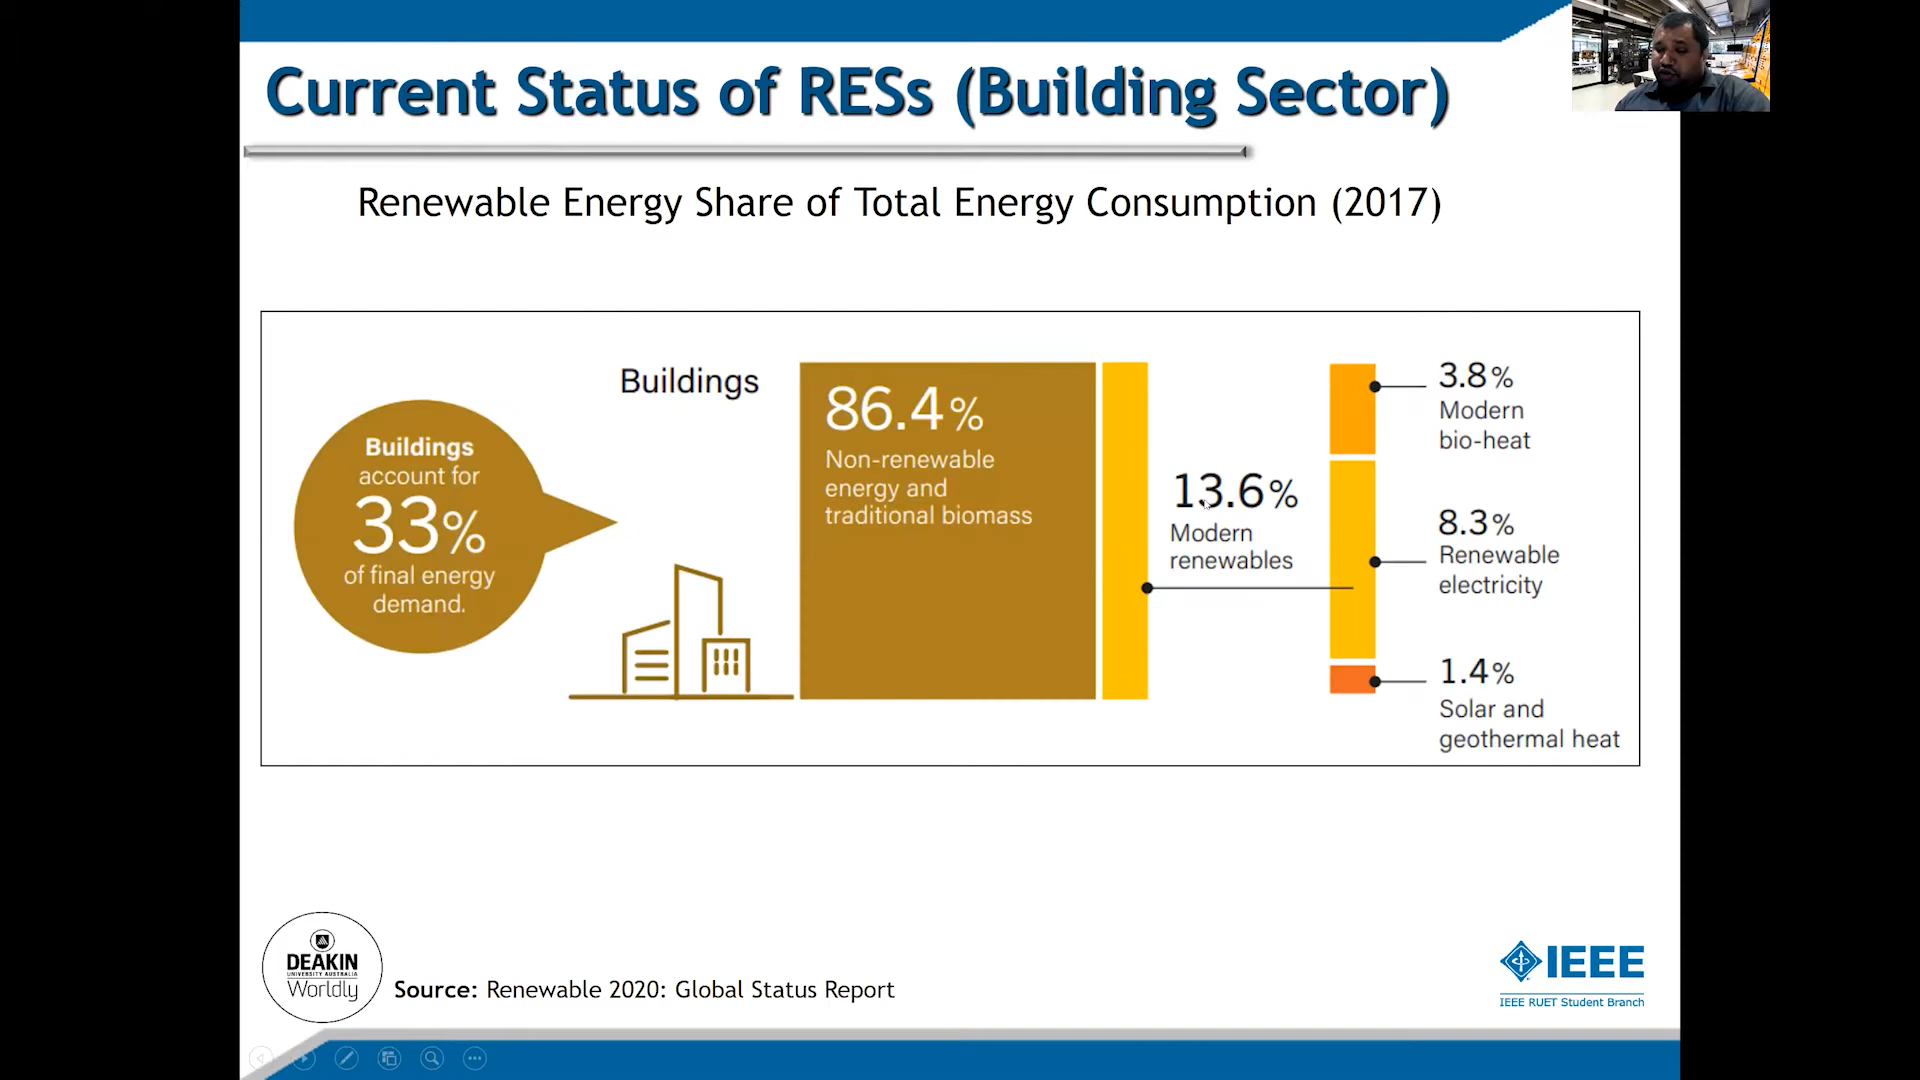 Current Status of RESs (Building Sector)
Renewable Energy Share of Total Energy Consumption (2017)
Buildings
account for
33%
of final energy
demand.
Buildings
86.4%
Non-renewable
energy and
traditional biomass
13.6%
Modern
renewables
3.8%
Modern
bio-heat
8.3%
Renewable
electricity
1.4%
Solar and
geothermal heat
DEAKIN
UNIVERSITY AUSTRALIA
Worldly
Source: Renewable 2020: Global Status Report
IEEE
IEEE RUET Student Branch